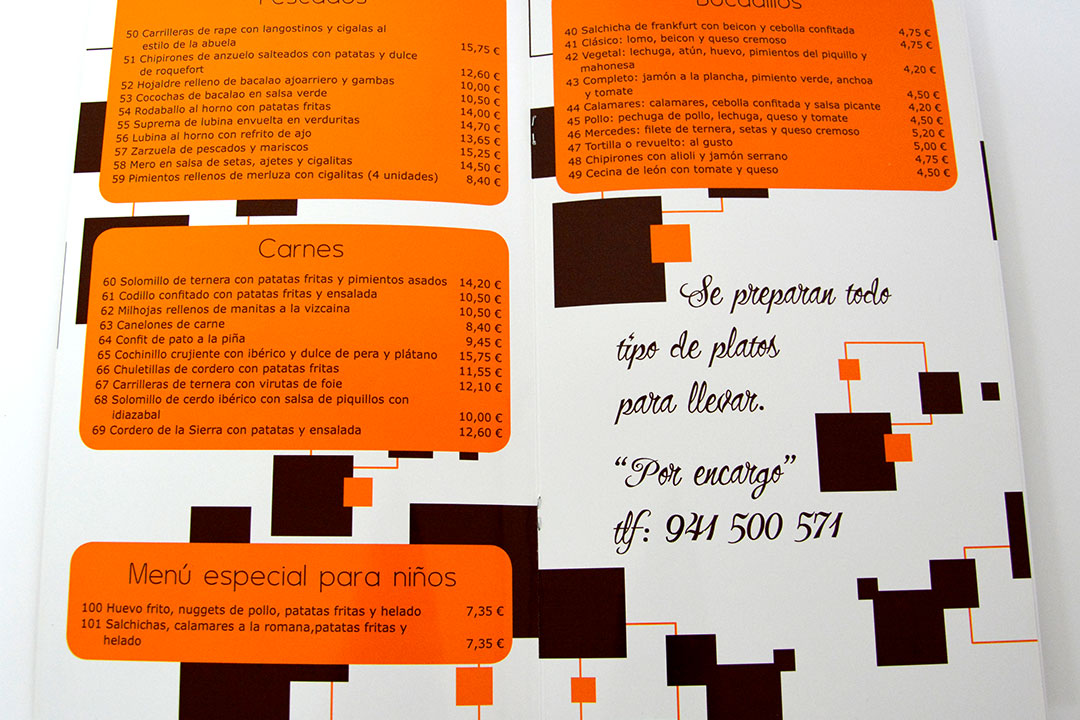 Pescados
50 Carrilleras de rape con langostinos y cigalas al
estilo de la abuela 15,75 €
51 Chipirones de anzuelo salteados con patatas y dulce
de roquefort 12,60 €
52 Hojaldre relleno de bacalao ajoarriero y gambas 10,00 €
53 Cocochas de bacalao en salsa verde 10,50 €
54 Rodaballo al horno con patatas fritas 14,00 €
55 Suprema de lubina envuelta en verduritas 14,70 €
56 Lubina al horno con refrito de ajo 13,65 €
57 Zarzuela de pescados y mariscos 15,25 €
58 Mero en salsa de setas, ajetes y cigalitas 14,50 €
59 Pimientos rellenos de merluza con cigalitas (4 unidades) 8,40 €
Carnes
60 Solomillo de ternera con patatas fritas y pimientos asados 14,20 €
61 Codillo confitado con patatas fritas y ensalada 10,50 €
62 Milhojas rellenos de manitas a la vizcaina 10,50 €
63 Canelones de carne 8,40 €
64 Confit de pato a la piña 9,45 €
65 Cochinillo crujiente con ibérico y dulce de pera y plátano 15,75 €
66 Chuletillas de cordero con patatas fritas 11,55 €
67 Carrilleras de ternera con virutas de foie 12,10 €
68 Solomillo de cerdo ibérico con salsa de piquillos con
idiazabal 10,00 €
69 Cordero de la Sierra con patatas y ensalada 12,60 €
Menú especial para niños
100 Huevo frito, nuggets de pollo, patatas fritas y helado 7,35 €
101 Salchichas, calamares a la romana,patatas fritas y
helado 7,35 €
Bocadillos
40 Salchicha de frankfurt con beicon y cebolla confitada 4,75 €
41 Clásico: lomo, beicon y queso cremoso 4,75 €
42 Vegetal: lechuga, atún, huevo, pimientos del piquillo y
mahonesa 4,20 €
43 Completo: jamón a la plancha, pimiento verde, anchoa
y tomate 4,50 €
44 Calamares: calamares, cebolla confitada y salsa picante 4,20 €
45 Pollo: pechuga de pollo, lechuga, queso y tomate 4,50 €
46 Mercedes: filete de ternera, setas y queso cremoso 5,20 €
47 Tortilla o revuelto: al gusto 5,00 €
48 Chipirones con alioli y jamón serrano 4,75 €
49 Cecina de león con tomate y queso 4,50 €
Se preparan todo
tipo de platos
para llevar.
“Por encargo”
tlf: 941 500 571